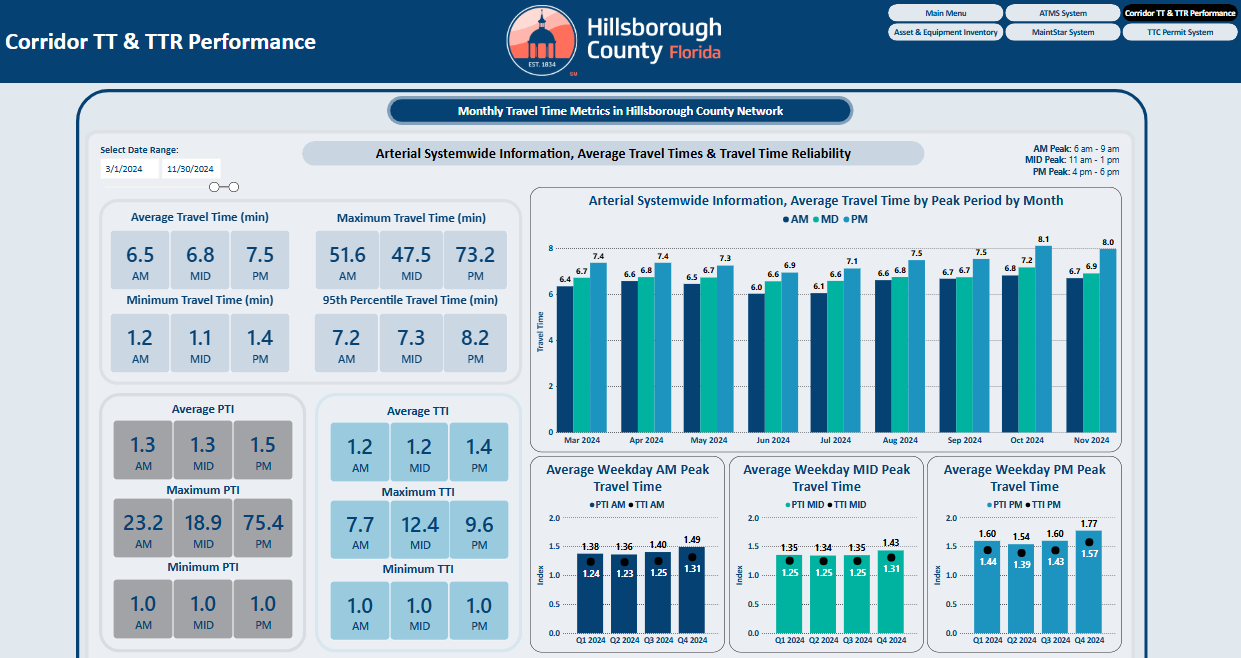 Corridor TT & TTR Performance
EST. 1834
SM
Hillsborough
County Florida
Main Menu
ATMS System
Corridor TT & TTR Performance
Asset & Equipment Inventory
MaintStar System
TTC Permit System
Monthly Travel Time Metrics in Hillsborough County Network
Select Date Range:
3/1/2024
11/30/2024
Arterial Systemwide Information, Average Travel Times & Travel Time Reliability
AM Peak: 6 am - 9 am
MID Peak: 11 am - 1 pm
PM Peak: 4 pm - 6 pm
Average Travel Time (min)
6.5 6.8 7.5
AM MID PM
Maximum Travel Time (min)
51.6 47.5 73.2
AM MID PM
Minimum Travel Time (min)
1.2 1.1 1.4
AM MID PM
95th Percentile Travel Time (min)
7.2 7.3 8.2
AM MID PM
Average PTI
1.3 1.3 1.5
AM MID PM
Maximum PTI
23.2 18.9 75.4
AM MID PM
Minimum PTI
1.0 1.0 1.0
AM MID PM
Average TTI
1.2 1.2 1.4
AM MID PM
Maximum TTI
7.7 12.4 9.6
AM MID PM
Minimum TTI
1.0 1.0 1.0
AM MID PM
Arterial Systemwide Information, Average Travel Time by Peak Period by Month
AM MD PM
Travel Time
8
6
4
2
0
6.4 6.7 7.4
6.6 6.8 7.4
6.5 6.7 7.3
6.0 6.6 6.9
6.1 6.6 7.1
6.6 6.8 7.5
6.7 6.7 7.5
6.8 7.2 8.1
6.7 6.9 8.0
Mar 2024 Apr 2024 May 2024 Jun 2024 Jul 2024 Aug 2024 Sep 2024 Oct 2024 Nov 2024
Average Weekday AM Peak
Travel Time
PTI AM TTI AM
Index
2.0
1.5
1.0
0.5
0.0
1.38 1.36 1.40 1.49
1.24 1.23 1.25 1.31
Q1 2024 Q2 2024 Q3 2024 Q4 2024
Average Weekday MID Peak
Travel Time
PTI MID TTI MID
Index
2.0
1.5
1.0
0.5
0.0
1.35 1.34 1.35 1.43
1.25 1.25 1.25 1.31
Q1 2024 Q2 2024 Q3 2024 Q4 2024
Average Weekday PM Peak
Travel Time
PTI PM TTI PM
Index
2.0
1.5
1.0
0.5
0.0
1.60 1.54 1.60 1.77
1.44 1.39 1.43 1.57
Q1 2024 Q2 2024 Q3 2024 Q4 2024